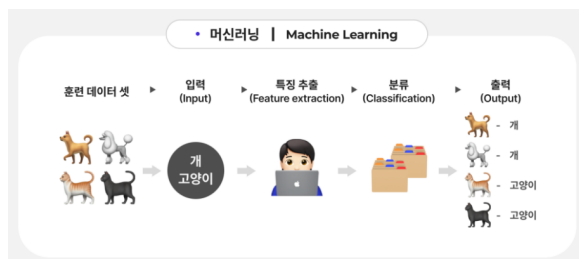 • 머신러닝 | Machine Learning
훈련 데이터 셋 ▶ 입력 (Input) ▶ 특징 추출 (Feature extraction) ▶ 분류 (Classification) ▶ 출력 (Output)
개
고양이
- 개
- 개
- 고양이
- 고양이